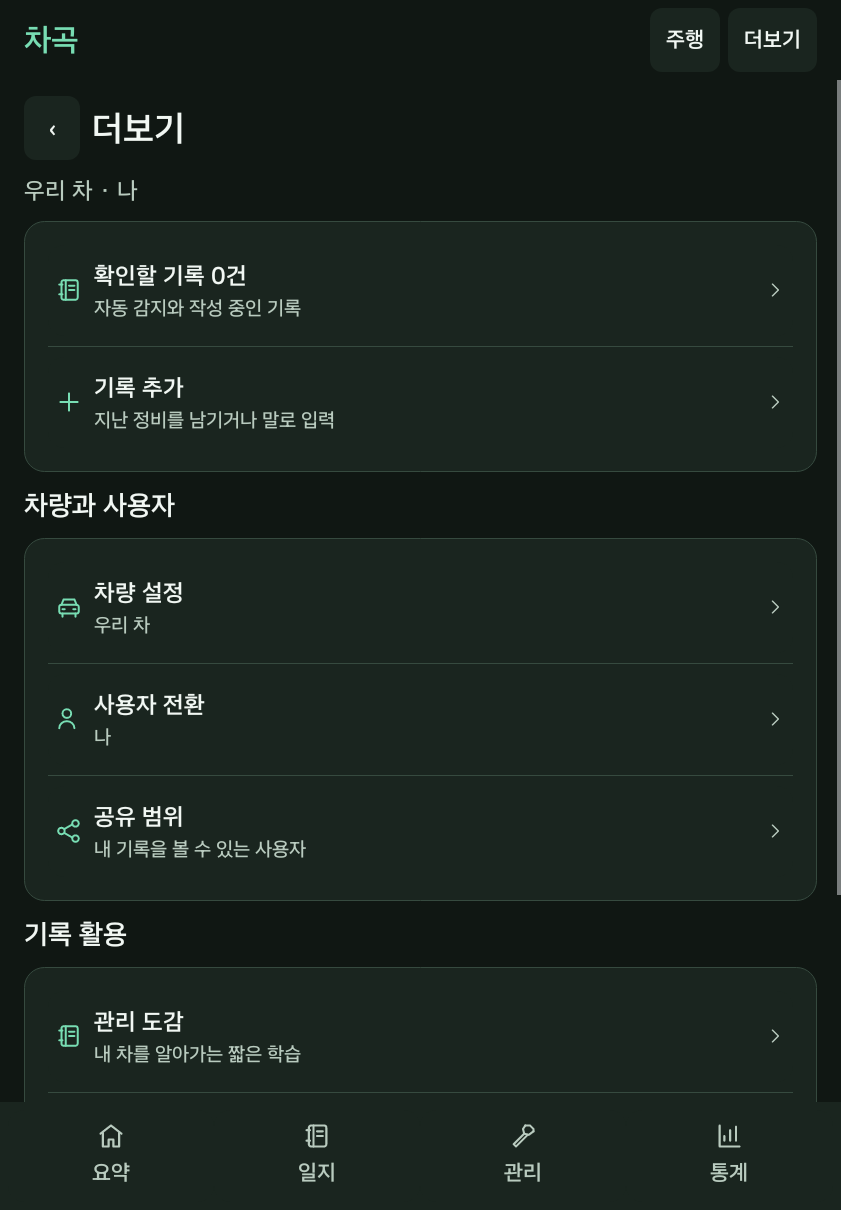 차곡
주행
더보기
더보기
우리 차 · 나
확인할 기록 0건
자동 감지와 작성 중인 기록
기록 추가
지난 정비를 남기거나 말로 입력
차량과 사용자
차량 설정
우리 차
사용자 전환
나
공유 범위
내 기록을 볼 수 있는 사용자
기록 활용
관리 도감
내 차를 알아가는 짧은 학습
요약
일지
관리
통계